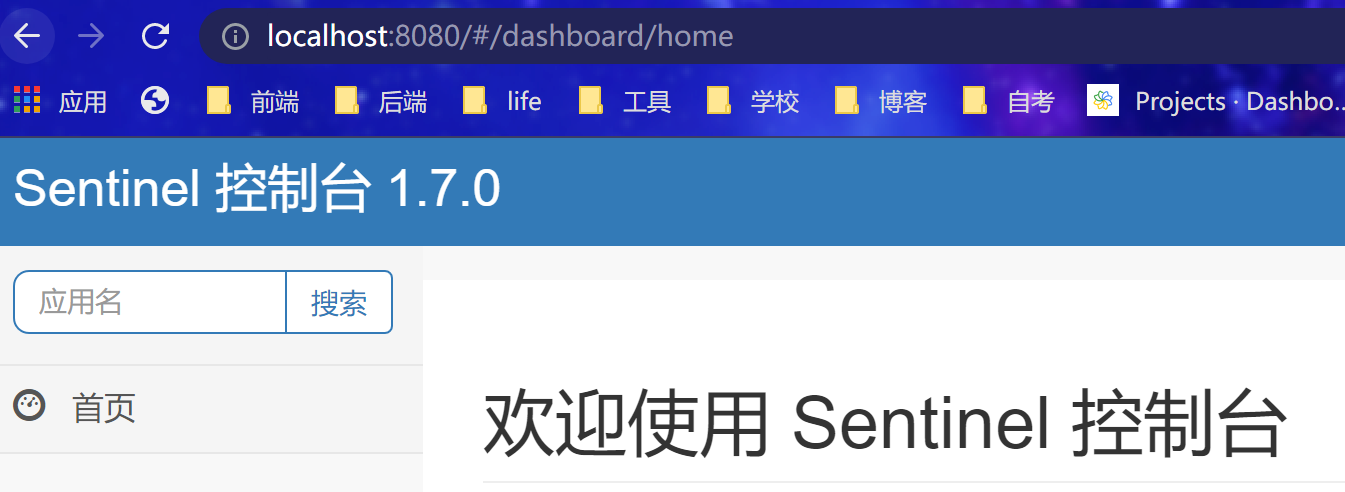 localhost:8080/#/dashboard/home
应用 前端 后端 life 工具 学校 博客 自考 Projects · Dashbo...
Sentinel 控制台 1.7.0
应用名 搜索
首页
欢迎使用 Sentinel 控制台